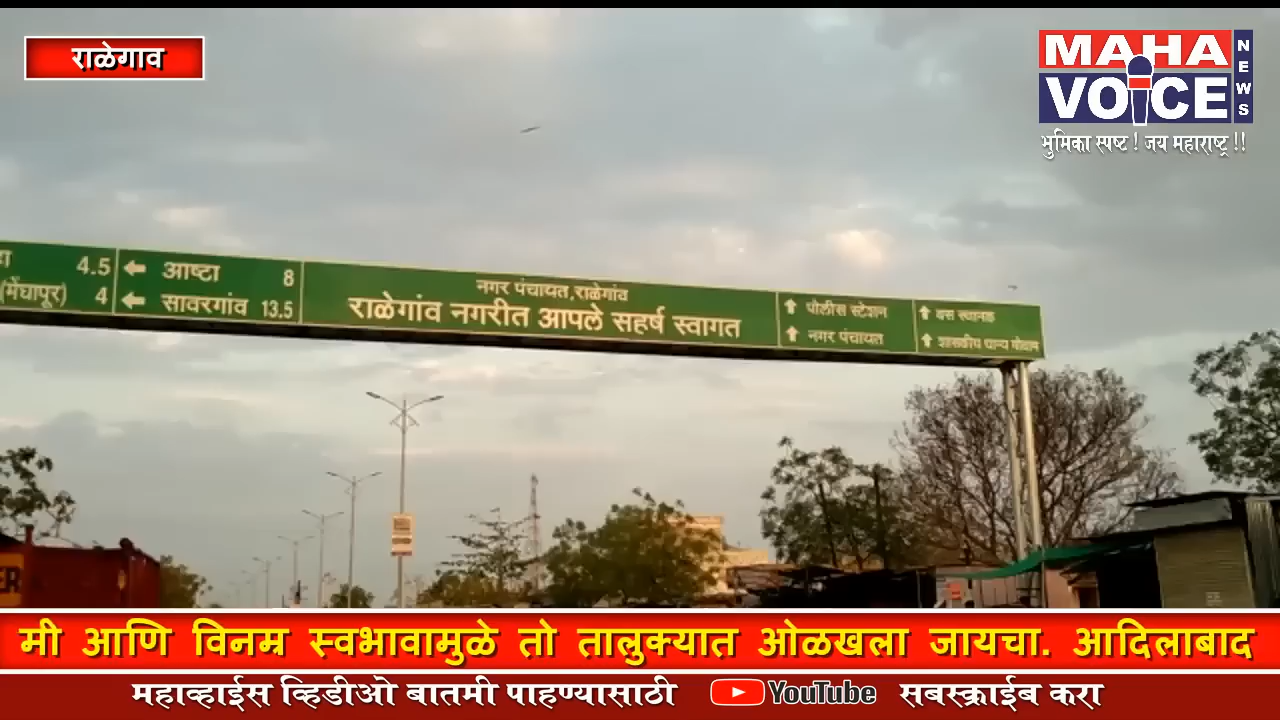 राळेगाव
MAHA
VOICE
NEWS
भुमिका स्पष्ट ! जय महाराष्ट्र !!
4.5
(मेंघापूर) 4
← आष्टा 8
← सावरगांव 13.5
नगर पंचायत,राळेगांव
राळेगांव नगरीत आपले सहर्ष स्वागत
↑ पोलीस स्टेशन
↑ नगर पंचायत
↑ बस स्थानक
↑ शासकीय धान्य गोदाम
मी आणि विनम्र स्वभावामुळे तो तालुक्यात ओळखला जायचा. आदिलाबाद
महाव्हाईस व्हिडीओ बातमी पाहण्यासाठी YouTube सबस्क्राईब करा